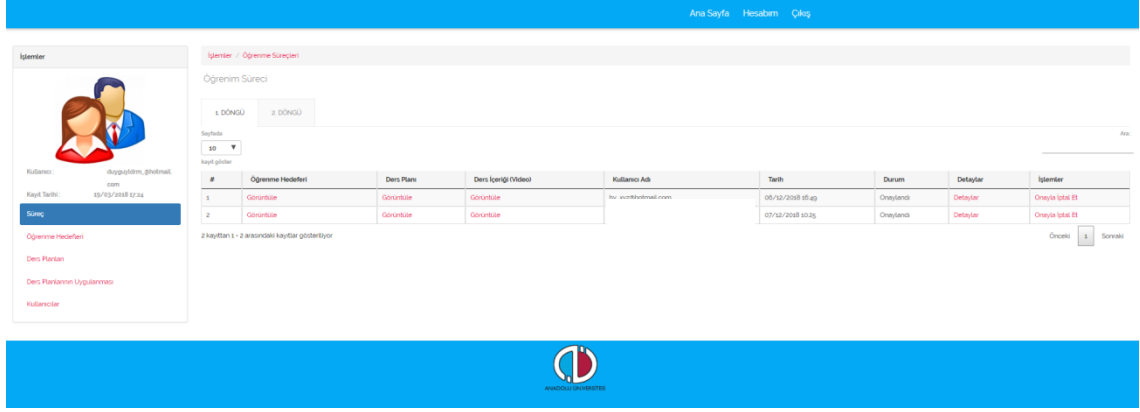 Ana Sayfa Hesabım Çıkış
İşlemler
Kullanıcı :
com
Kayıt Tarihi : 15/03/2018 17:24
Süreç
Öğrenme Hedefleri
Ders Planları
Ders Planlarının Uygulanması
Kullanıcılar
İşlemler / Öğrenme Süreçleri
Öğrenim Süreci
1. DÖNGÜ 2. DÖNGÜ
Sayfada Ara:
10
kayıt göster
# Öğrenme Hedefleri Ders Planı Ders İçeriği (Video) Kullanıcı Adı Tarih Durum Detaylar İşlemler
1 Görüntüle Görüntüle Görüntüle 06/12/2018 16:49 Onaylandı Detaylar Onayla İptal Et
2 Görüntüle Görüntüle Görüntüle 07/12/2018 10:25 Onaylandı Detaylar Onayla İptal Et
2 kayıttan 1 - 2 arasındaki kayıtlar gösteriliyor Önceki 1 Sonraki
ANADOLU ÜNİVERSİTESİ